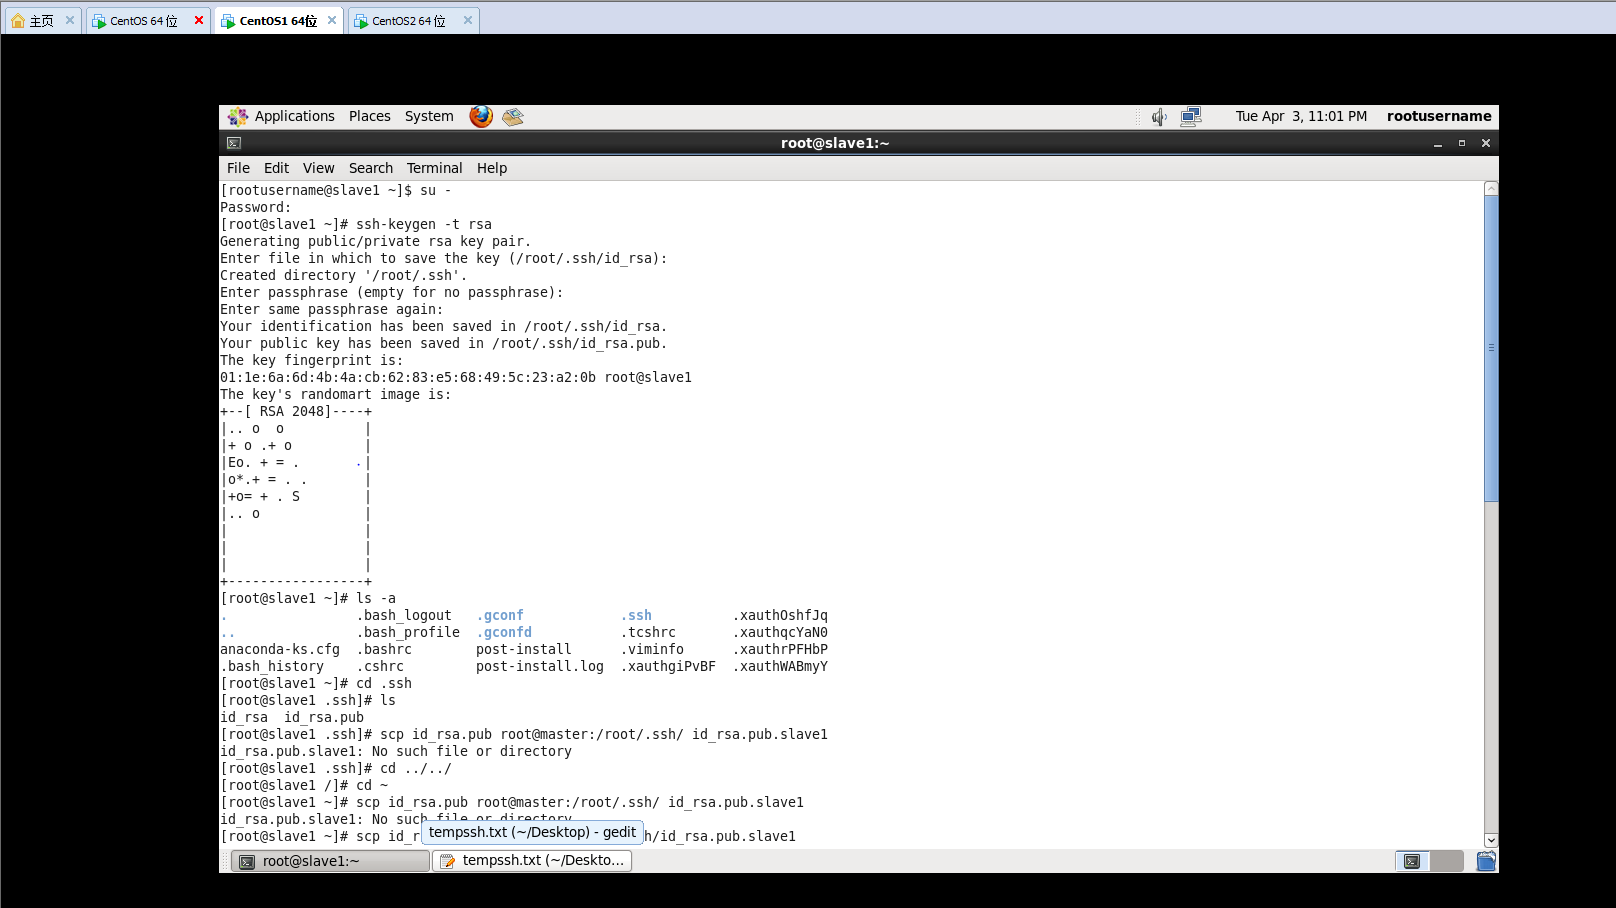 主页 CentOS 64 位 CentOS1 64位 CentOS2 64 位
Applications Places System Tue Apr 3, 11:01 PM rootusername
root@slave1:~
File Edit View Search Terminal Help
[rootusername@slave1 ~]$ su -
Password:
[root@slave1 ~]# ssh-keygen -t rsa
Generating public/private rsa key pair.
Enter file in which to save the key (/root/.ssh/id_rsa):
Created directory '/root/.ssh'.
Enter passphrase (empty for no passphrase):
Enter same passphrase again:
Your identification has been saved in /root/.ssh/id_rsa.
Your public key has been saved in /root/.ssh/id_rsa.pub.
The key fingerprint is:
01:1e:6a:6d:4b:4a:cb:62:83:e5:68:49:5c:23:a2:0b root@slave1
The key's randomart image is:
+--[ RSA 2048]----+
|.. o  o          |
|+ o .+ o         |
|Eo. + = .        |
|o*.+ = . .       |
|+o= + . S        |
|.. o             |
|                 |
|                 |
|                 |
+-----------------+
[root@slave1 ~]# ls -a
.                .bash_logout   .gconf            .ssh          .xauthOshfJq
..               .bash_profile  .gconfd           .tcshrc       .xauthqcYaN0
anaconda-ks.cfg  .bashrc        post-install      .viminfo      .xauthrPFHbP
.bash_history    .cshrc         post-install.log  .xauthgiPvBF  .xauthWABmyY
[root@slave1 ~]# cd .ssh
[root@slave1 .ssh]# ls
id_rsa  id_rsa.pub
[root@slave1 .ssh]# scp id_rsa.pub root@master:/root/.ssh/ id_rsa.pub.slave1
id_rsa.pub.slave1: No such file or directory
[root@slave1 .ssh]# cd ../../
[root@slave1 /]# cd ~
[root@slave1 ~]# scp id_rsa.pub root@master:/root/.ssh/ id_rsa.pub.slave1
id_rsa.pub.slave1: No such file or directory
[root@slave1 ~]# scp id_r h/id_rsa.pub.slave1
tempssh.txt (~/Desktop) - gedit
root@slave1:~ tempssh.txt (~/Deskto...